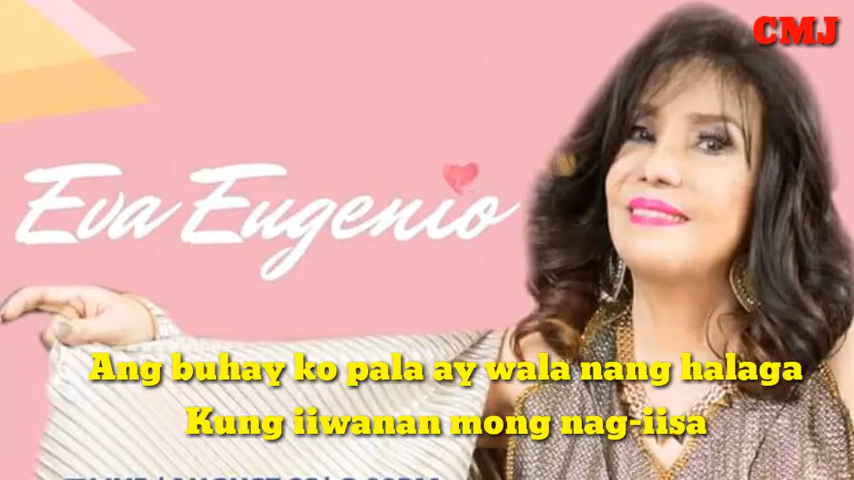 CMJ
Eva Eugenio
Ang buhay ko pala ay wala nang halaga
Kung iiwanan mong nag-iisa